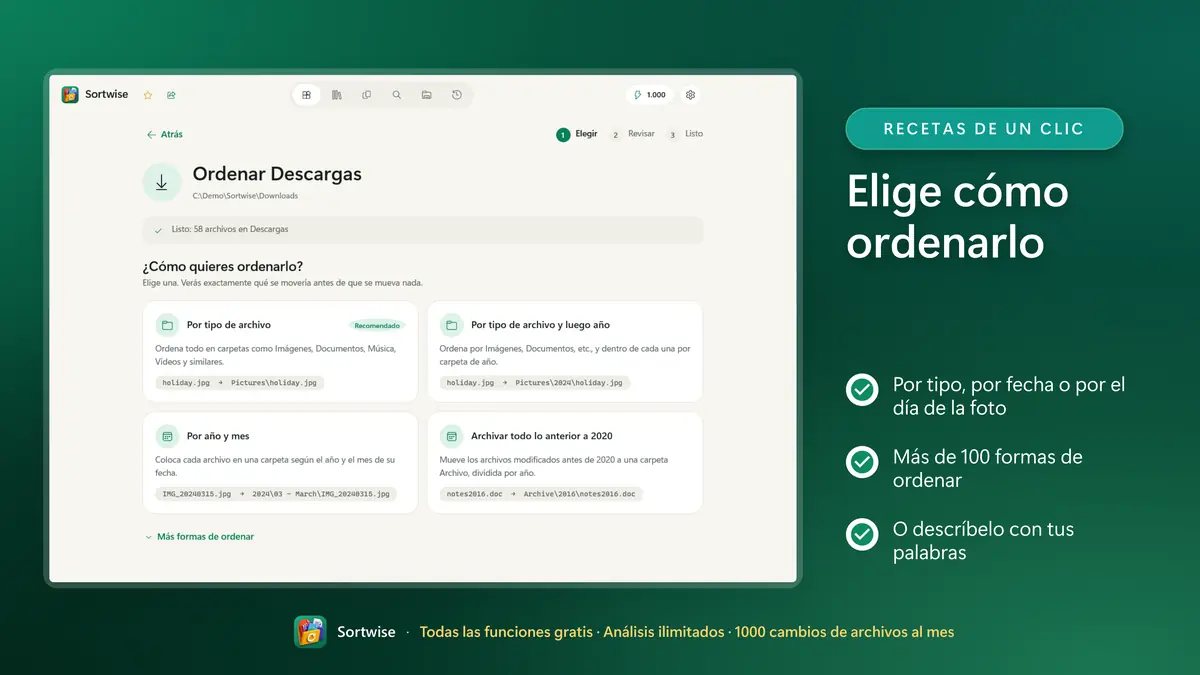 Sortwise
1.000
Atrás
1 Elegir
2 Revisar
3 Listo
Ordenar Descargas
C:\Demo\Sortwise\Downloads
Listo: 58 archivos en Descargas
¿Cómo quieres ordenarlo?
Elige una. Verás exactamente qué se movería antes de que se mueva nada.
Por tipo de archivo
Recomendado
Ordena todo en carpetas como Imágenes, Documentos, Música,
Vídeos y similares.
holiday.jpg → Pictures\holiday.jpg
Por tipo de archivo y luego año
Ordena por Imágenes, Documentos, etc., y dentro de cada una por
carpeta de año.
holiday.jpg → Pictures\2024\holiday.jpg
Por año y mes
Coloca cada archivo en una carpeta según el año y el mes de su
fecha.
IMG_20240315.jpg → 2024\03 - March\IMG_20240315.jpg
Archivar todo lo anterior a 2020
Mueve los archivos modificados antes de 2020 a una carpeta
Archivo, dividida por año.
notes2016.doc → Archive\2016\notes2016.doc
Más formas de ordenar
RECETAS DE UN CLIC
Elige cómo
ordenarlo
Por tipo, por fecha o por el
día de la foto
Más de 100 formas de
ordenar
O descríbelo con tus
palabras
Sortwise · Todas las funciones gratis · Análisis ilimitados · 1000 cambios de archivos al mes